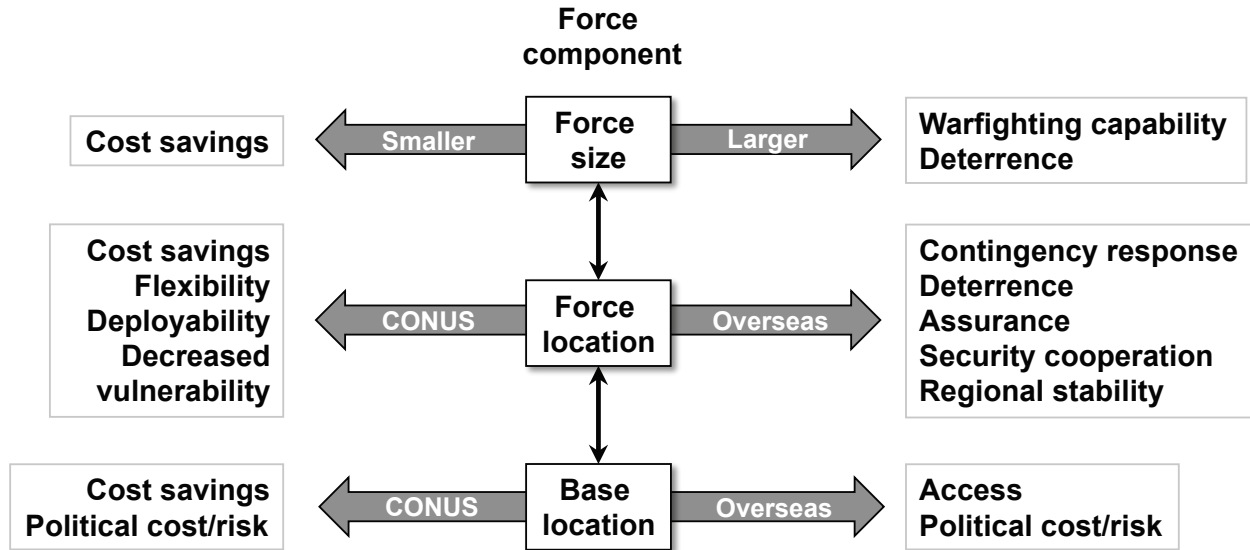 Force
component
Cost savings
Smaller
Force
size
Larger
Warfighting capability
Deterrence
Cost savings
Flexibility
Deployability
Decreased
vulnerability
CONUS
Force
location
Overseas
Contingency response
Deterrence
Assurance
Security cooperation
Regional stability
Cost savings
Political cost/risk
CONUS
Base
location
Overseas
Access
Political cost/risk